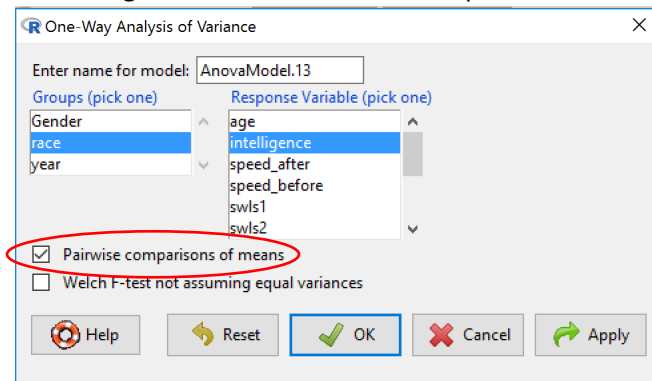 One-Way Analysis of Variance
Enter name for model: AnovaModel.13
Groups (pick one) Response Variable (pick one)
Gender age
race intelligence
year speed_after
speed_before
swls1
swls2
Pairwise comparisons of means
Welch F-test not assuming equal variances
Help Reset OK Cancel Apply